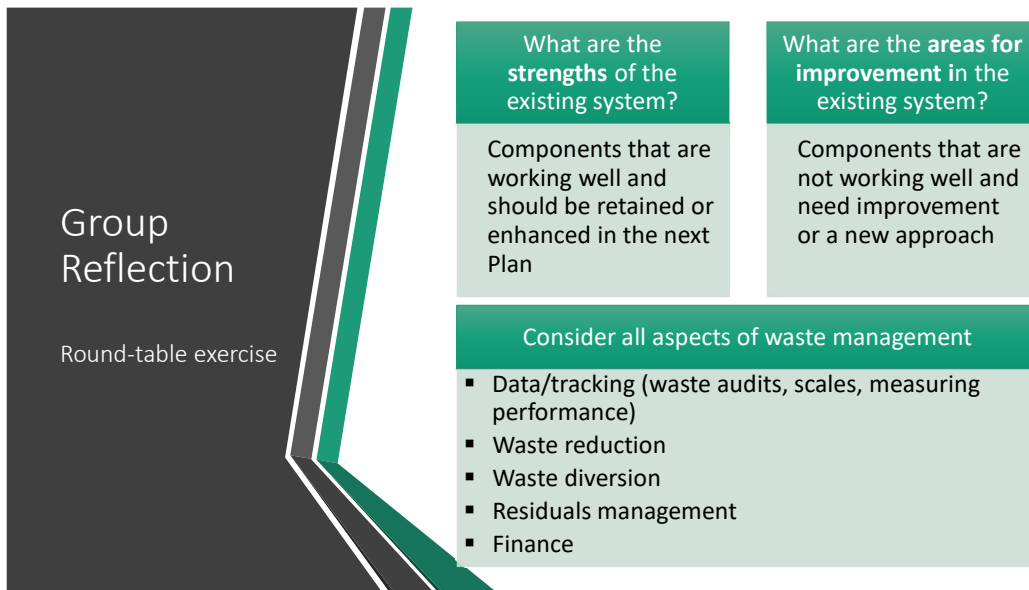 Group
Reflection
Round-table exercise
What are the
strengths of the
existing system?
Components that are
working well and
should be retained or
enhanced in the next
Plan
What are the areas for
improvement in the
existing system?
Components that are
not working well and
need improvement
or a new approach
Consider all aspects of waste management
▪ Data/tracking (waste audits, scales, measuring
performance)
▪ Waste reduction
▪ Waste diversion
▪ Residuals management
▪ Finance